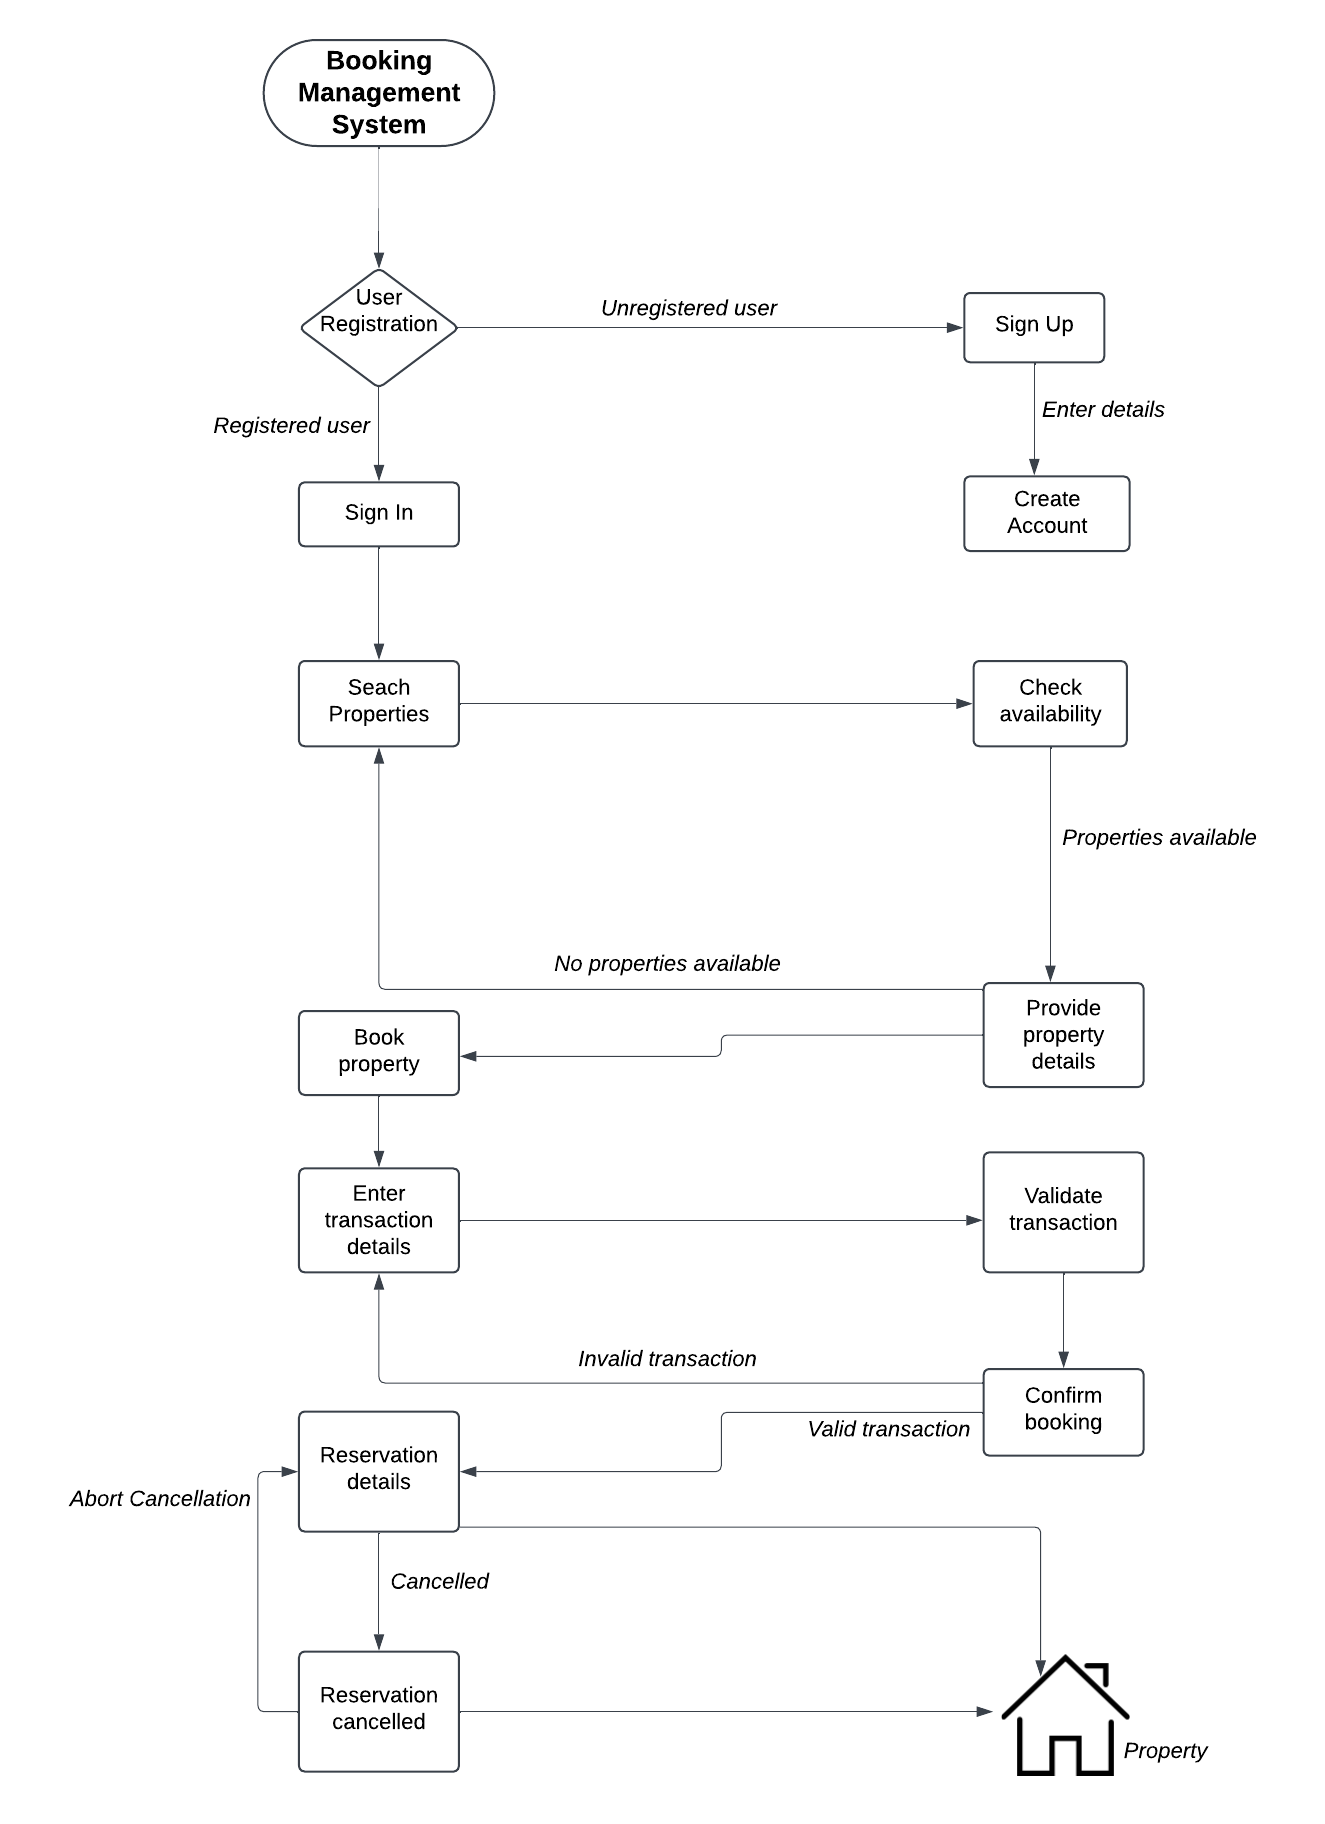 Booking
Management
System
User
Registration
Unregistered user
Sign Up
Registered user
Enter details
Sign In
Create
Account
Seach
Properties
Check
availability
Properties available
No properties available
Provide
property
details
Book
property
Enter
transaction
details
Validate
transaction
Invalid transaction
Confirm
booking
Valid transaction
Reservation
details
Abort Cancellation
Cancelled
Reservation
cancelled
Property